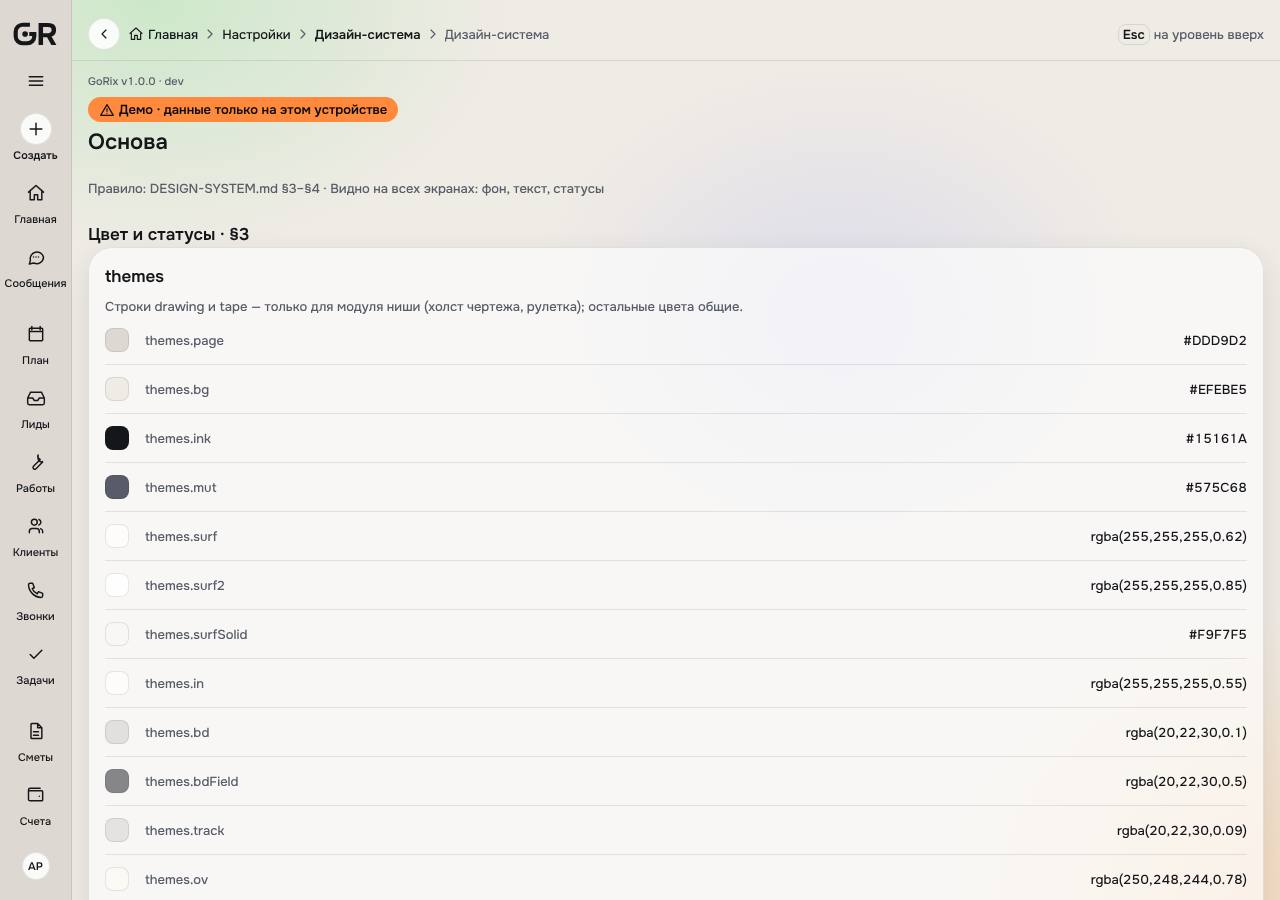 GR
Главная
Настройки
Дизайн-система
Дизайн-система
Esc на уровень вверх
GoRix v1.0.0 · dev
Демо · данные только на этом устройстве
Основа
Правило: DESIGN-SYSTEM.md §3–§4 · Видно на всех экранах: фон, текст, статусы
Цвет и статусы · §3
themes
Строки drawing и tape — только для модуля ниши (холст чертежа, рулетка); остальные цвета общие.
themes.page #DDD9D2
themes.bg #EFEBE5
themes.ink #15161A
themes.mut #575C68
themes.surf rgba(255,255,255,0.62)
themes.surf2 rgba(255,255,255,0.85)
themes.surfSolid #F9F7F5
themes.in rgba(255,255,255,0.55)
themes.bd rgba(20,22,30,0.1)
themes.bdField rgba(20,22,30,0.5)
themes.track rgba(20,22,30,0.09)
themes.ov rgba(250,248,244,0.78)
Создать
Главная
Сообщения
План
Лиды
Работы
Клиенты
Звонки
Задачи
Сметы
Счета
АР